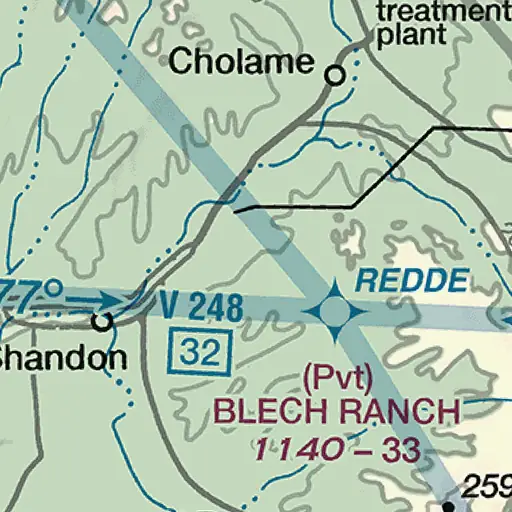 treatment
plant
Cholame
REDDE
77°
V 248
32
Shandon
(Pvt)
BLECH RANCH
1140 – 33
259